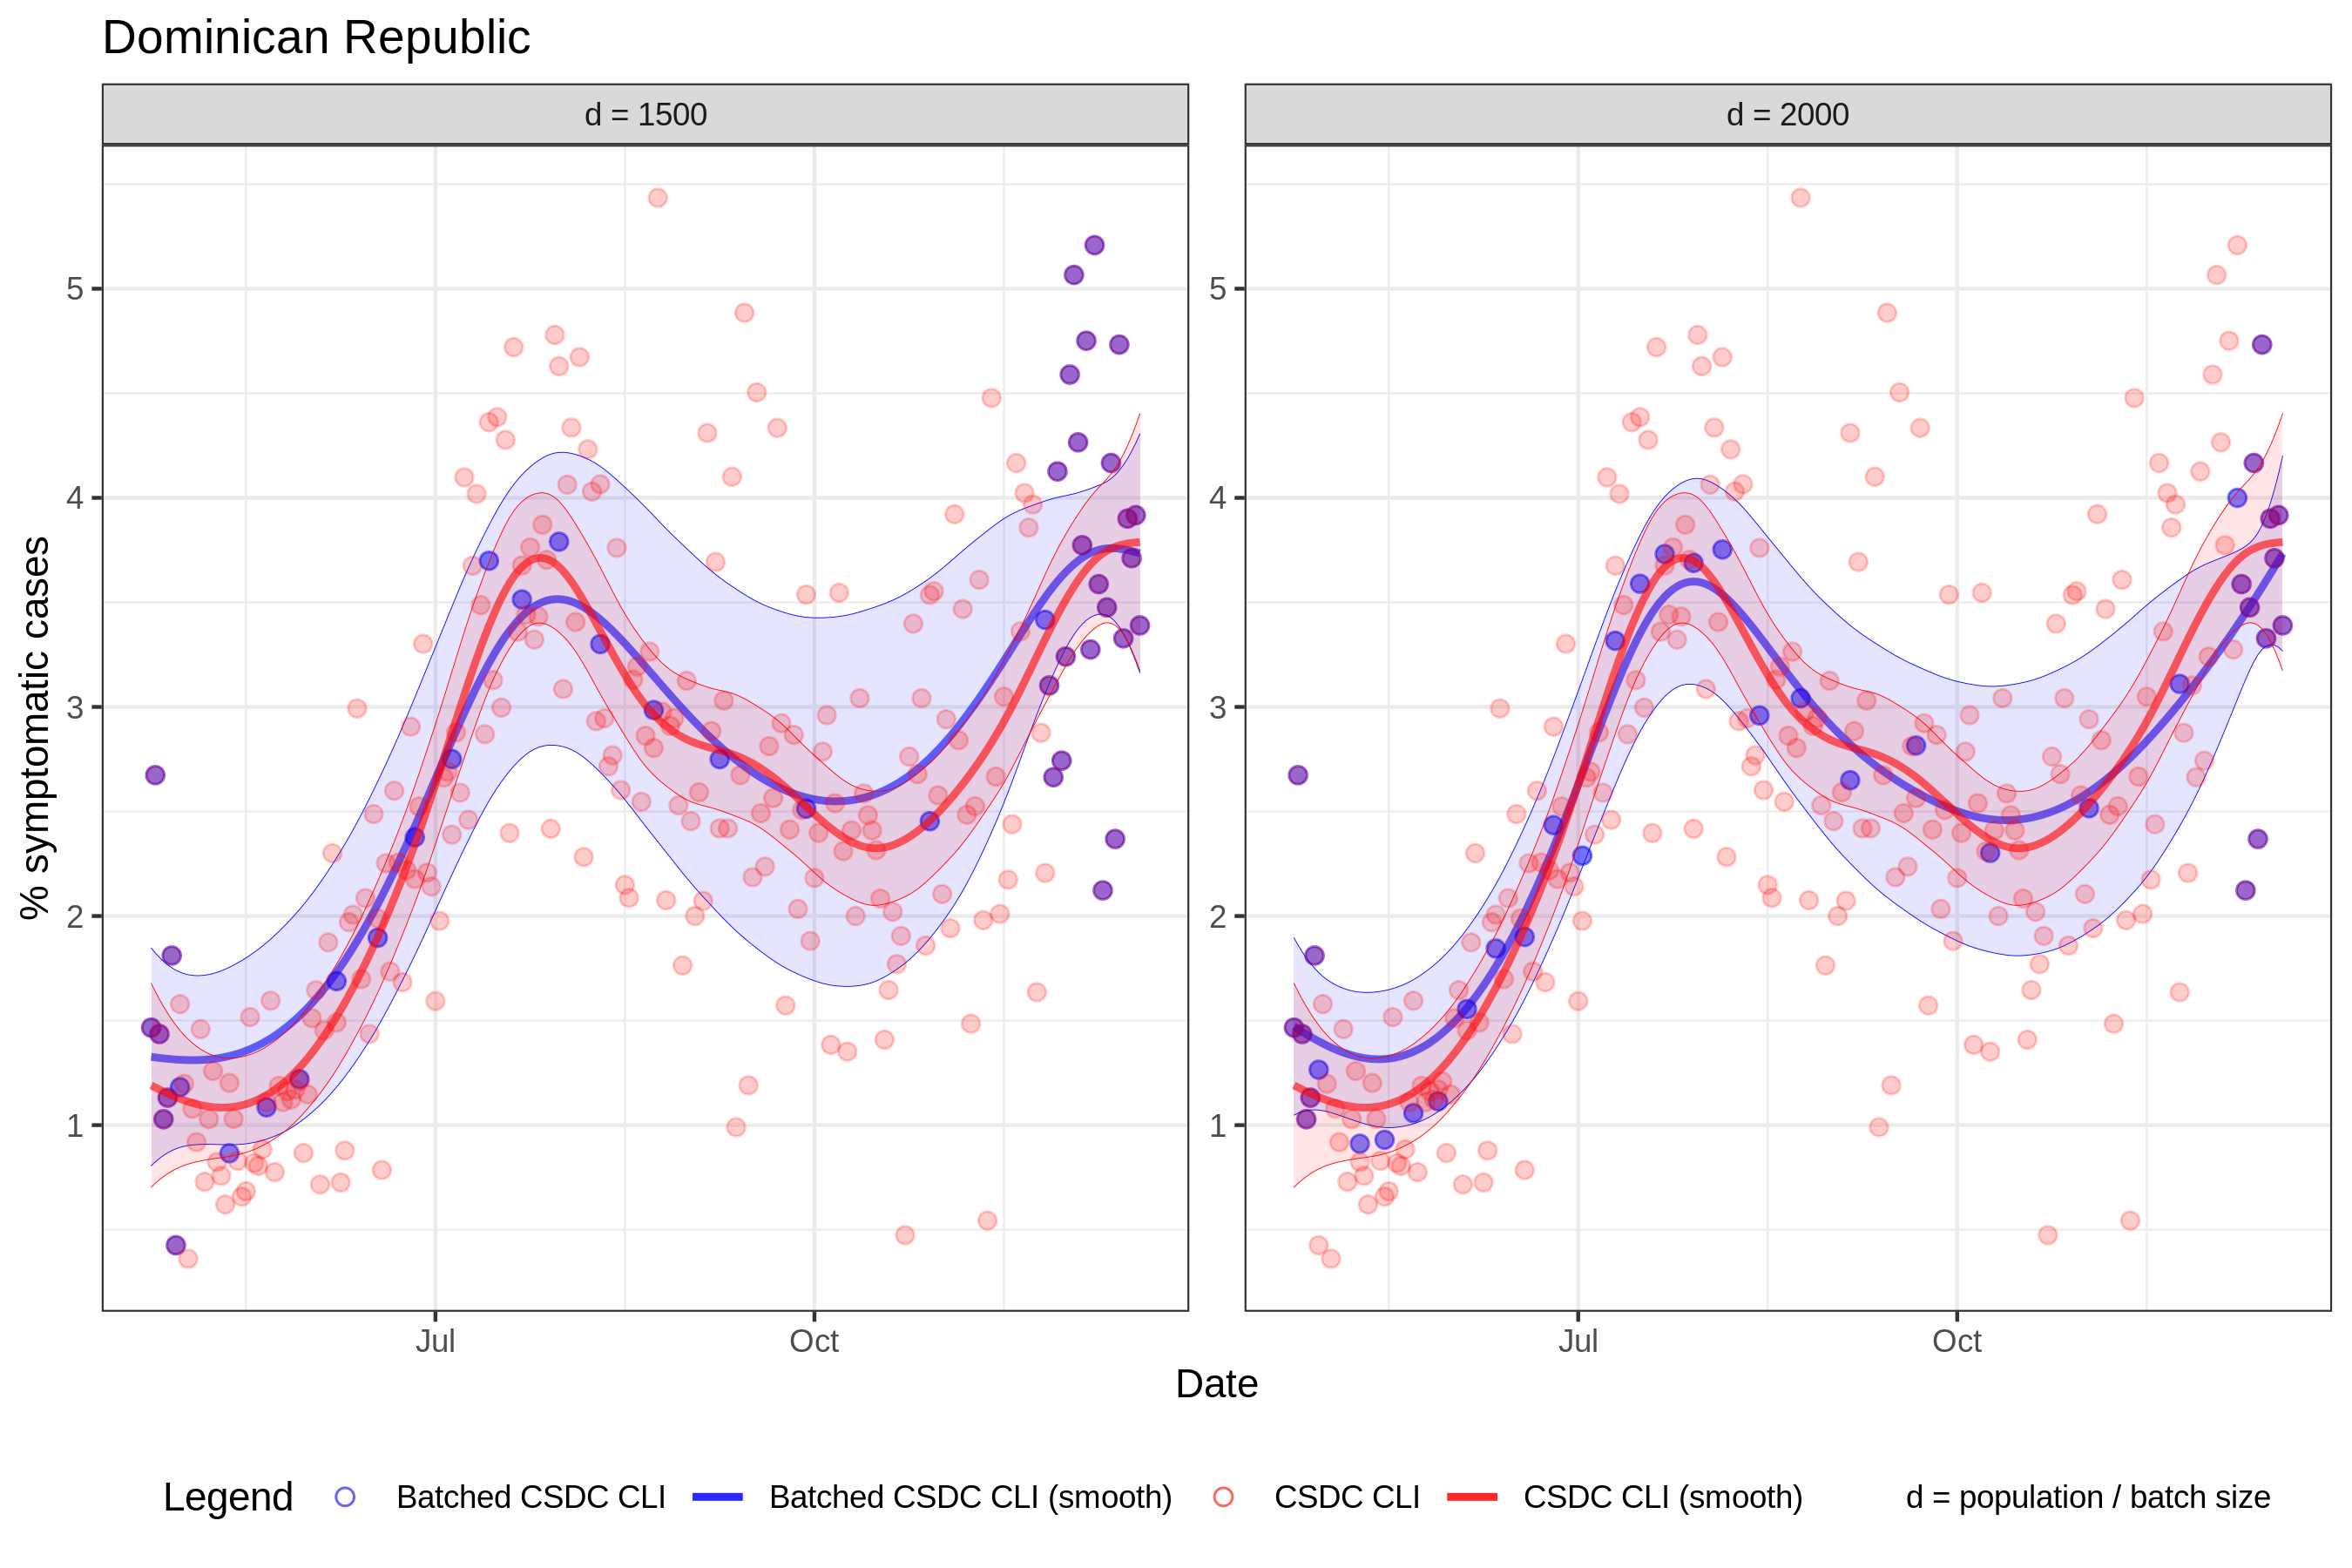 Dominican Republic
d = 1500
d = 2000
% symptomatic cases
5
4
3
2
1
5
4
3
2
1
Jul
Oct
Jul
Oct
Date
Legend
Batched CSDC CLI
Batched CSDC CLI (smooth)
CSDC CLI
CSDC CLI (smooth)
d = population / batch size